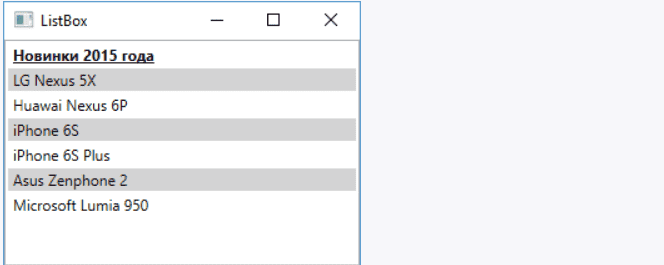 ListBox
Новинки 2015 года
LG Nexus 5X
Huawai Nexus 6P
iPhone 6S
iPhone 6S Plus
Asus Zenphone 2
Microsoft Lumia 950